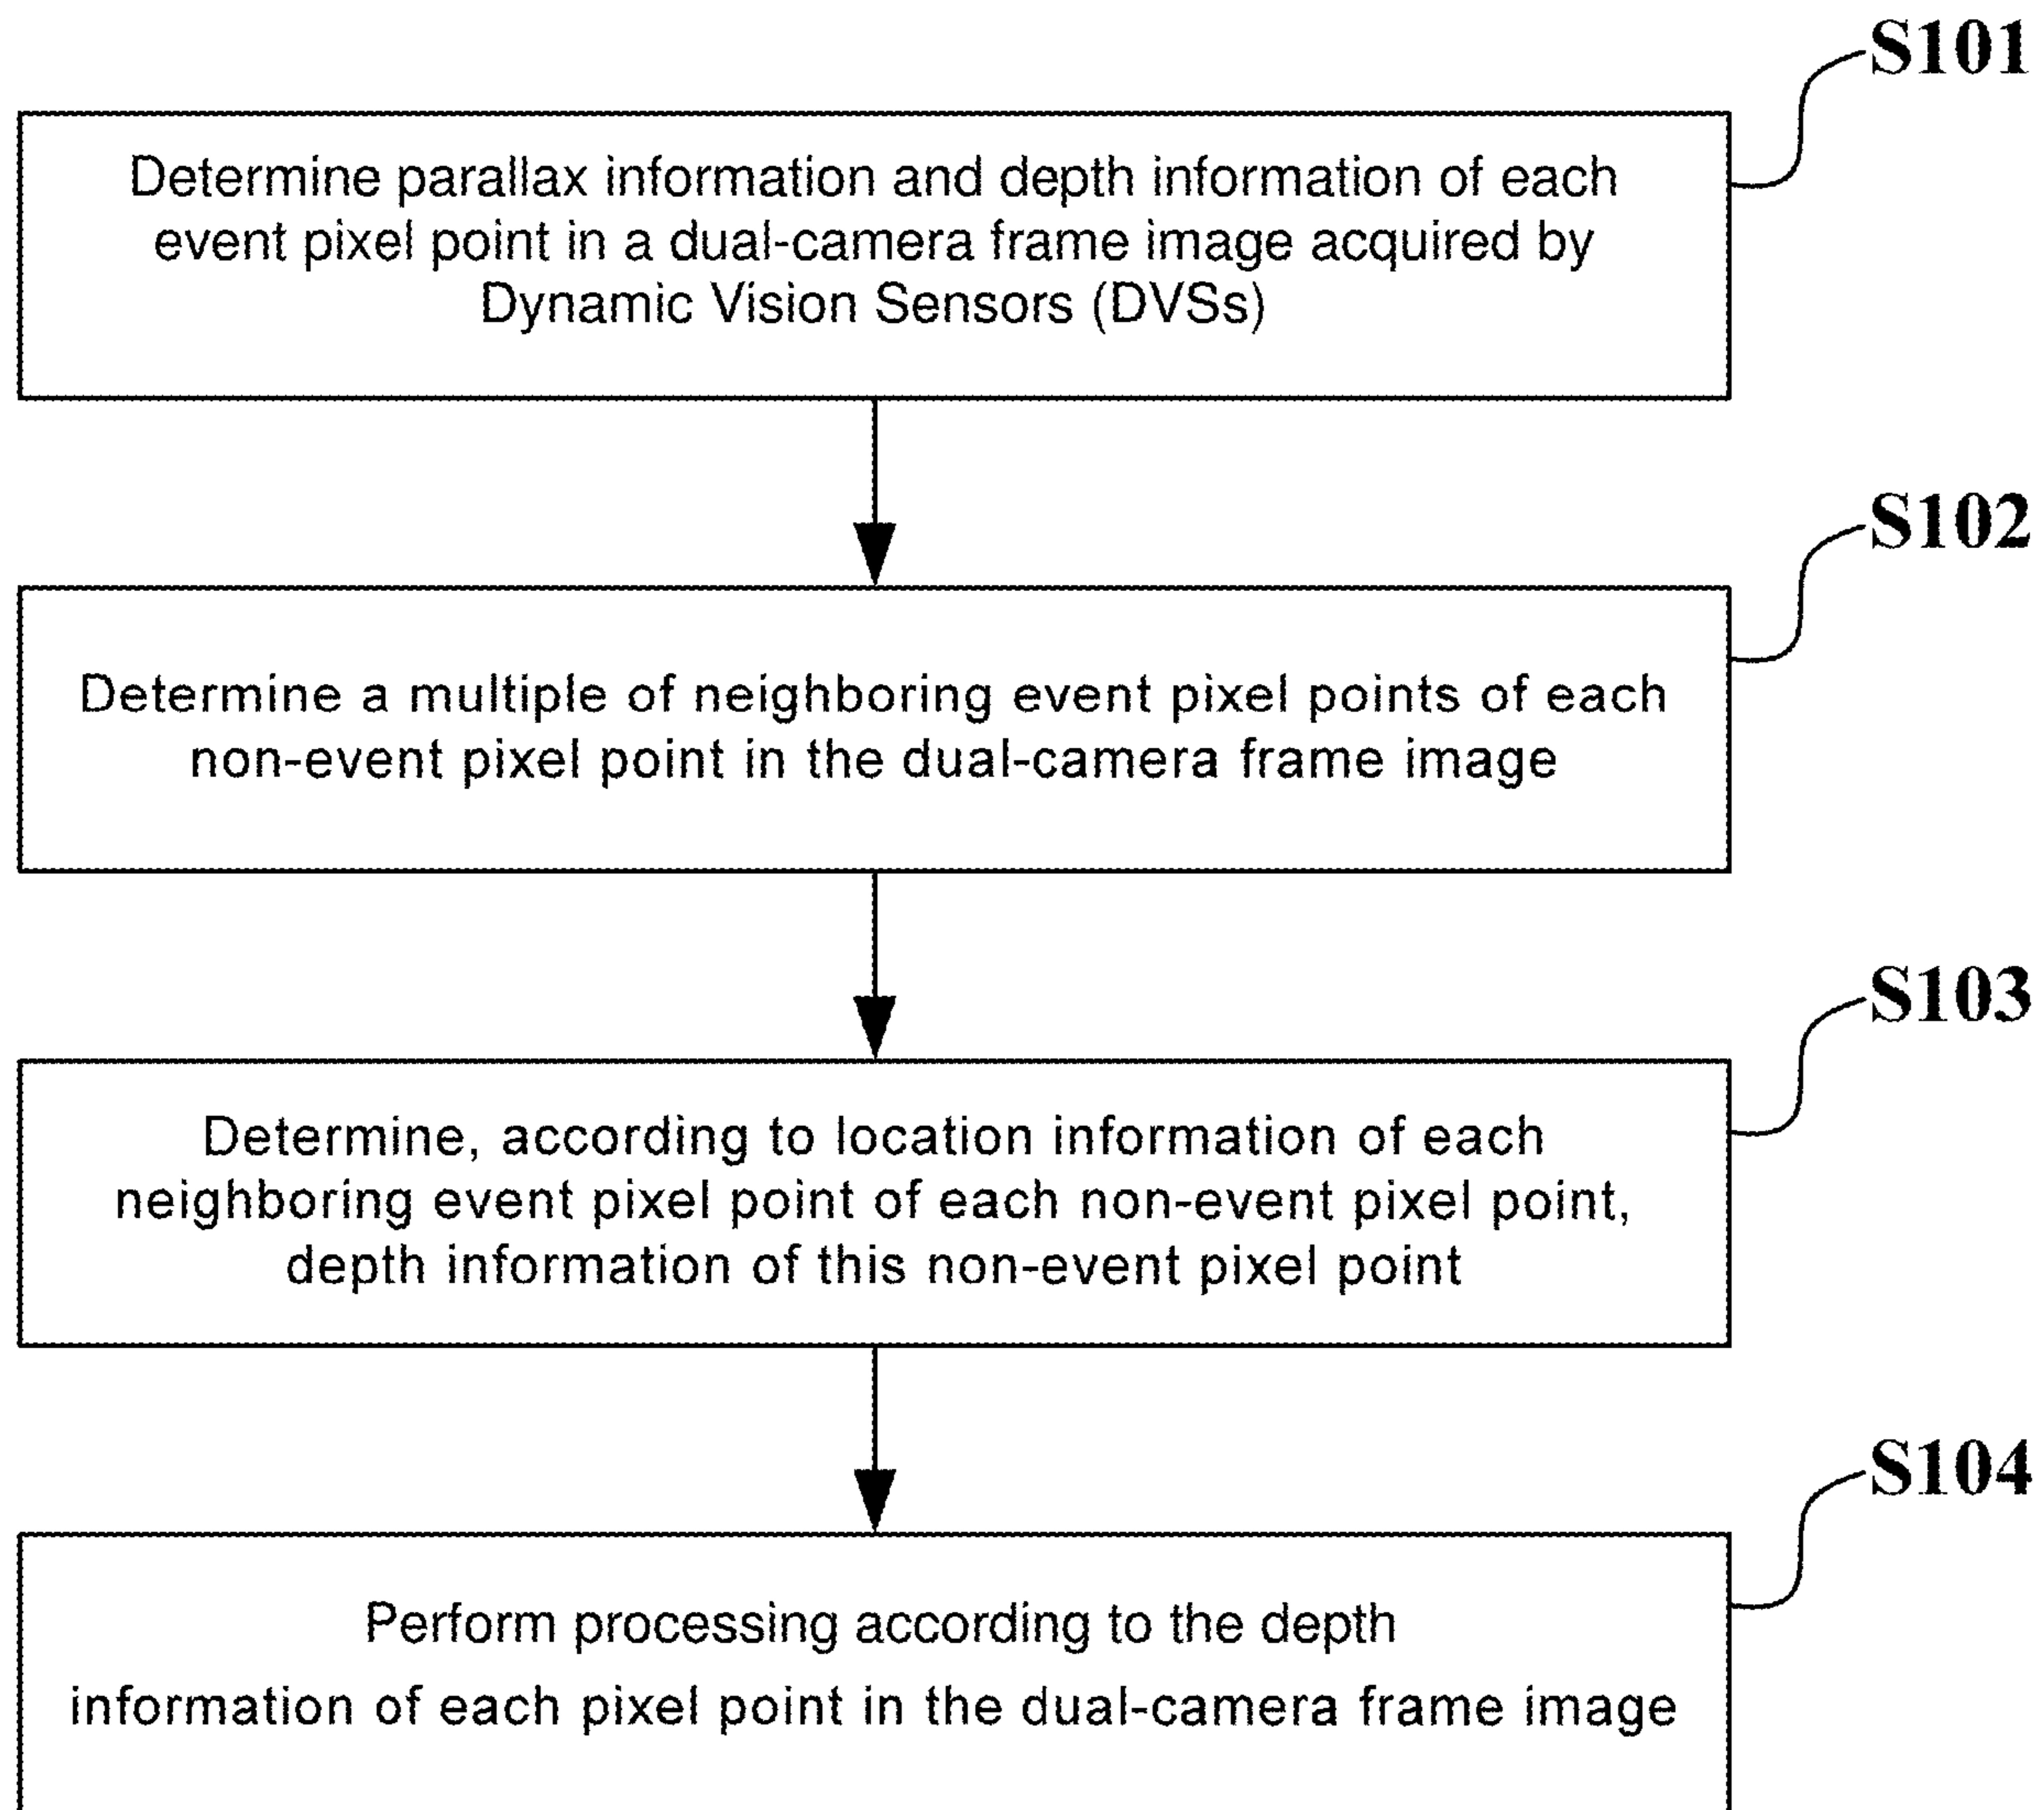 S101
Determine parallax information and depth information of each
event pixel point in a dual-camera frame image acquired by
Dynamic Vision Sensors (DVSs)
S102
Determine a multiple of neighboring event pixel points of each
non-event pixel point in the dual-camera frame image
S103
Determine, according to location information of each
neighboring event pixel point of each non-event pixel point,
depth information of this non-event pixel point
S104
Perform processing according to the depth
information of each pixel point in the dual-camera frame image